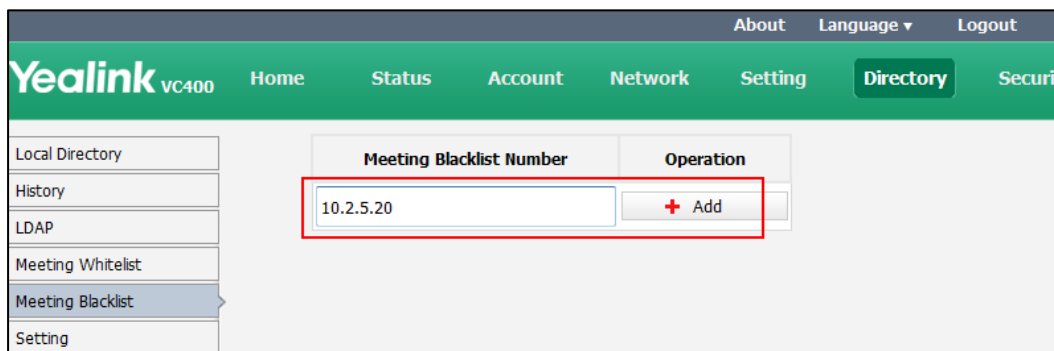 About Language ▾ Logout
Yealink VC400 Home Status Account Network Setting Directory Securi
Local Directory
History
LDAP
Meeting Whitelist
Meeting Blacklist
Setting
Meeting Blacklist Number Operation
10.2.5.20 + Add